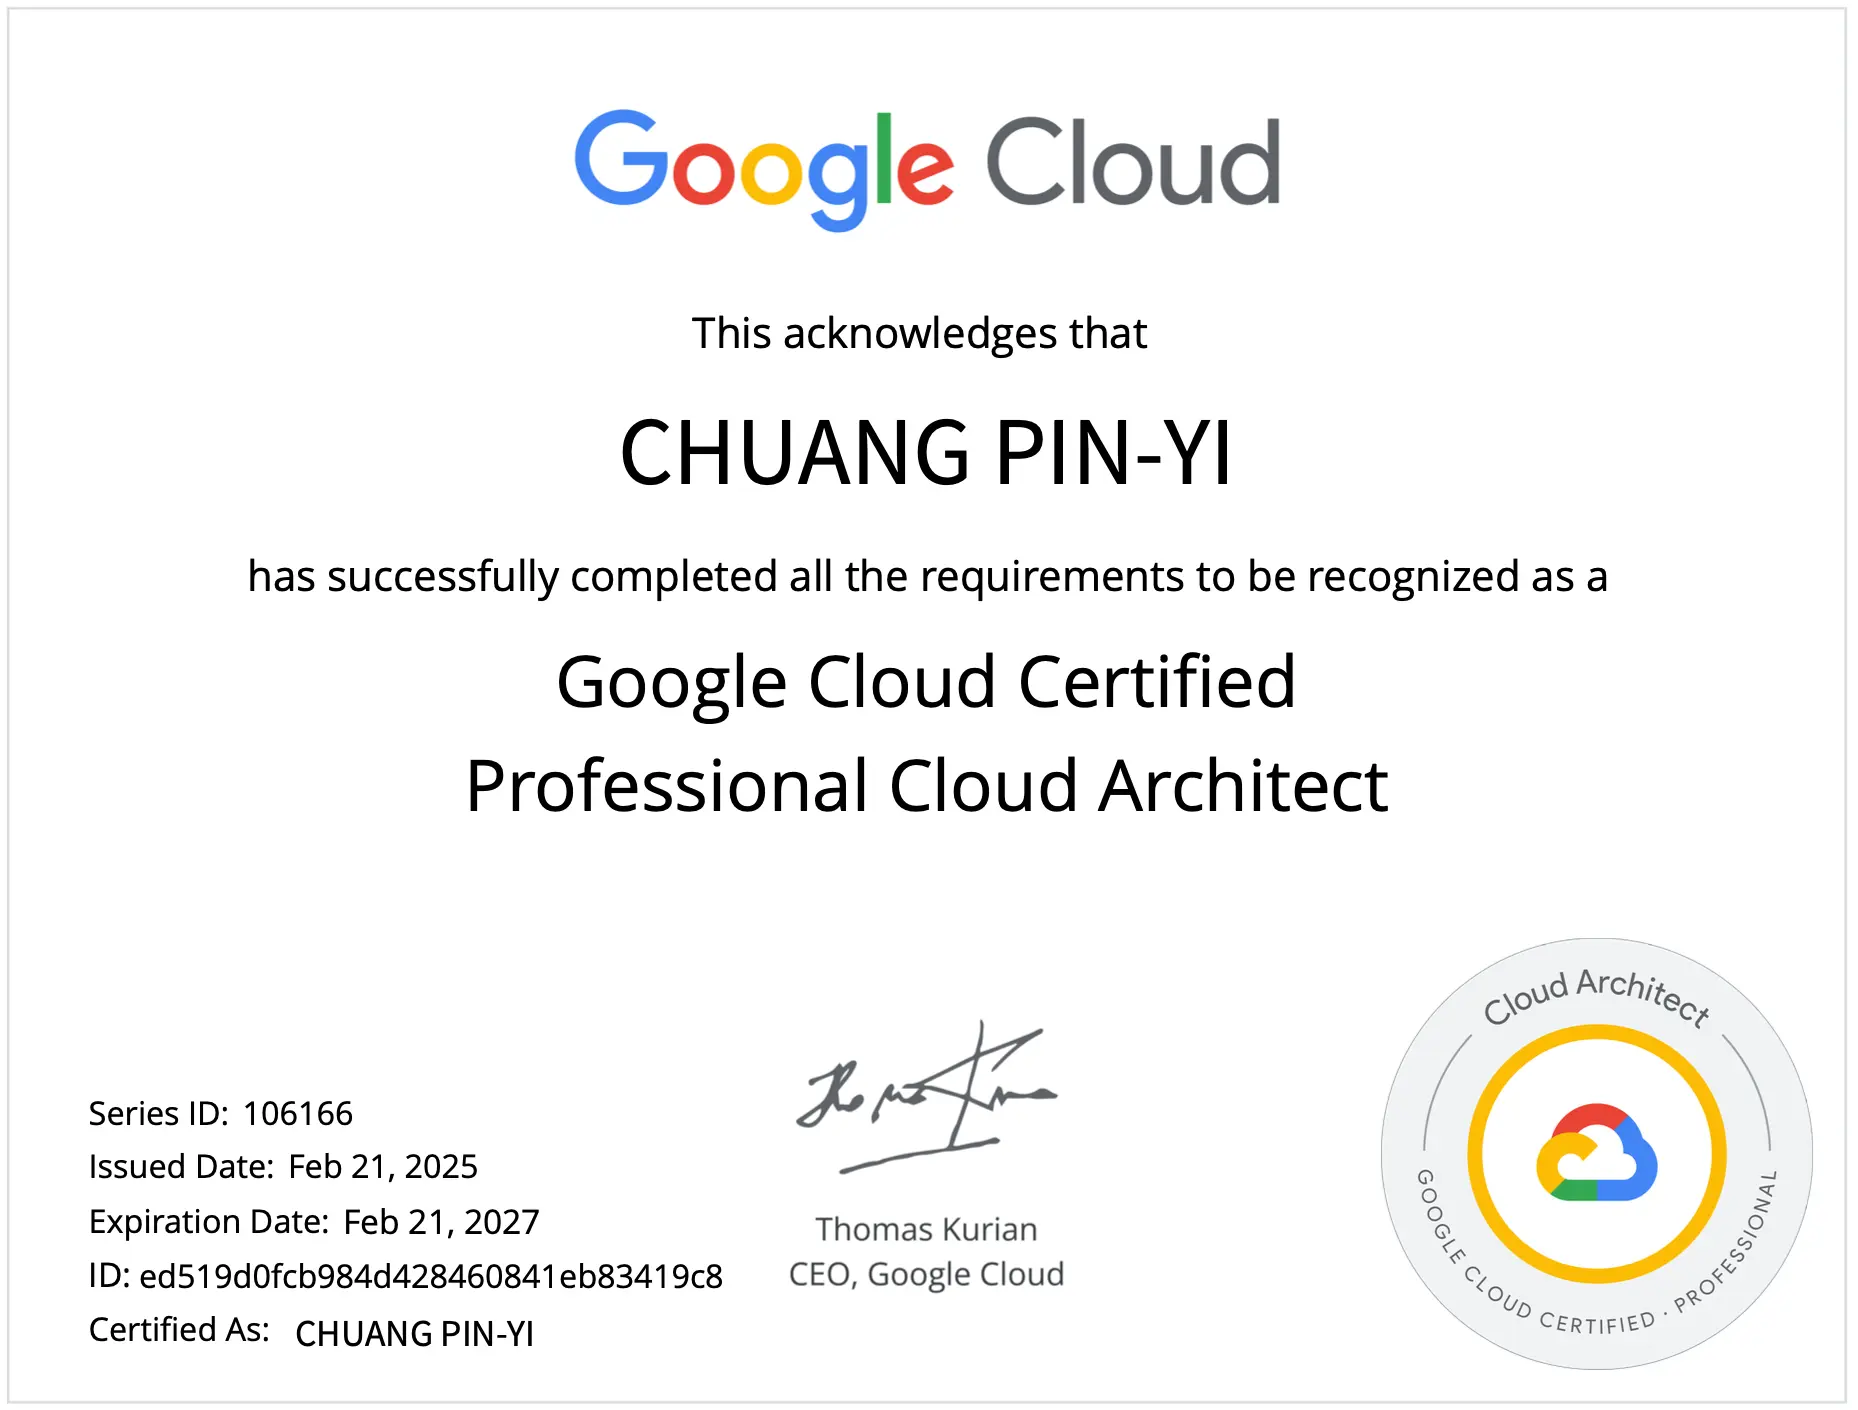 Google Cloud
This acknowledges that
CHUANG PIN-YI
has successfully completed all the requirements to be recognized as a
Google Cloud Certified
Professional Cloud Architect
Series ID: 106166
Issued Date: Feb 21, 2025
Expiration Date: Feb 21, 2027
ID: ed519d0fcb984d428460841eb83419c8
Certified As: CHUANG PIN-YI
Thomas Kurian
CEO, Google Cloud
Cloud Architect
GOOGLE CLOUD CERTIFIED · PROFESSIONAL